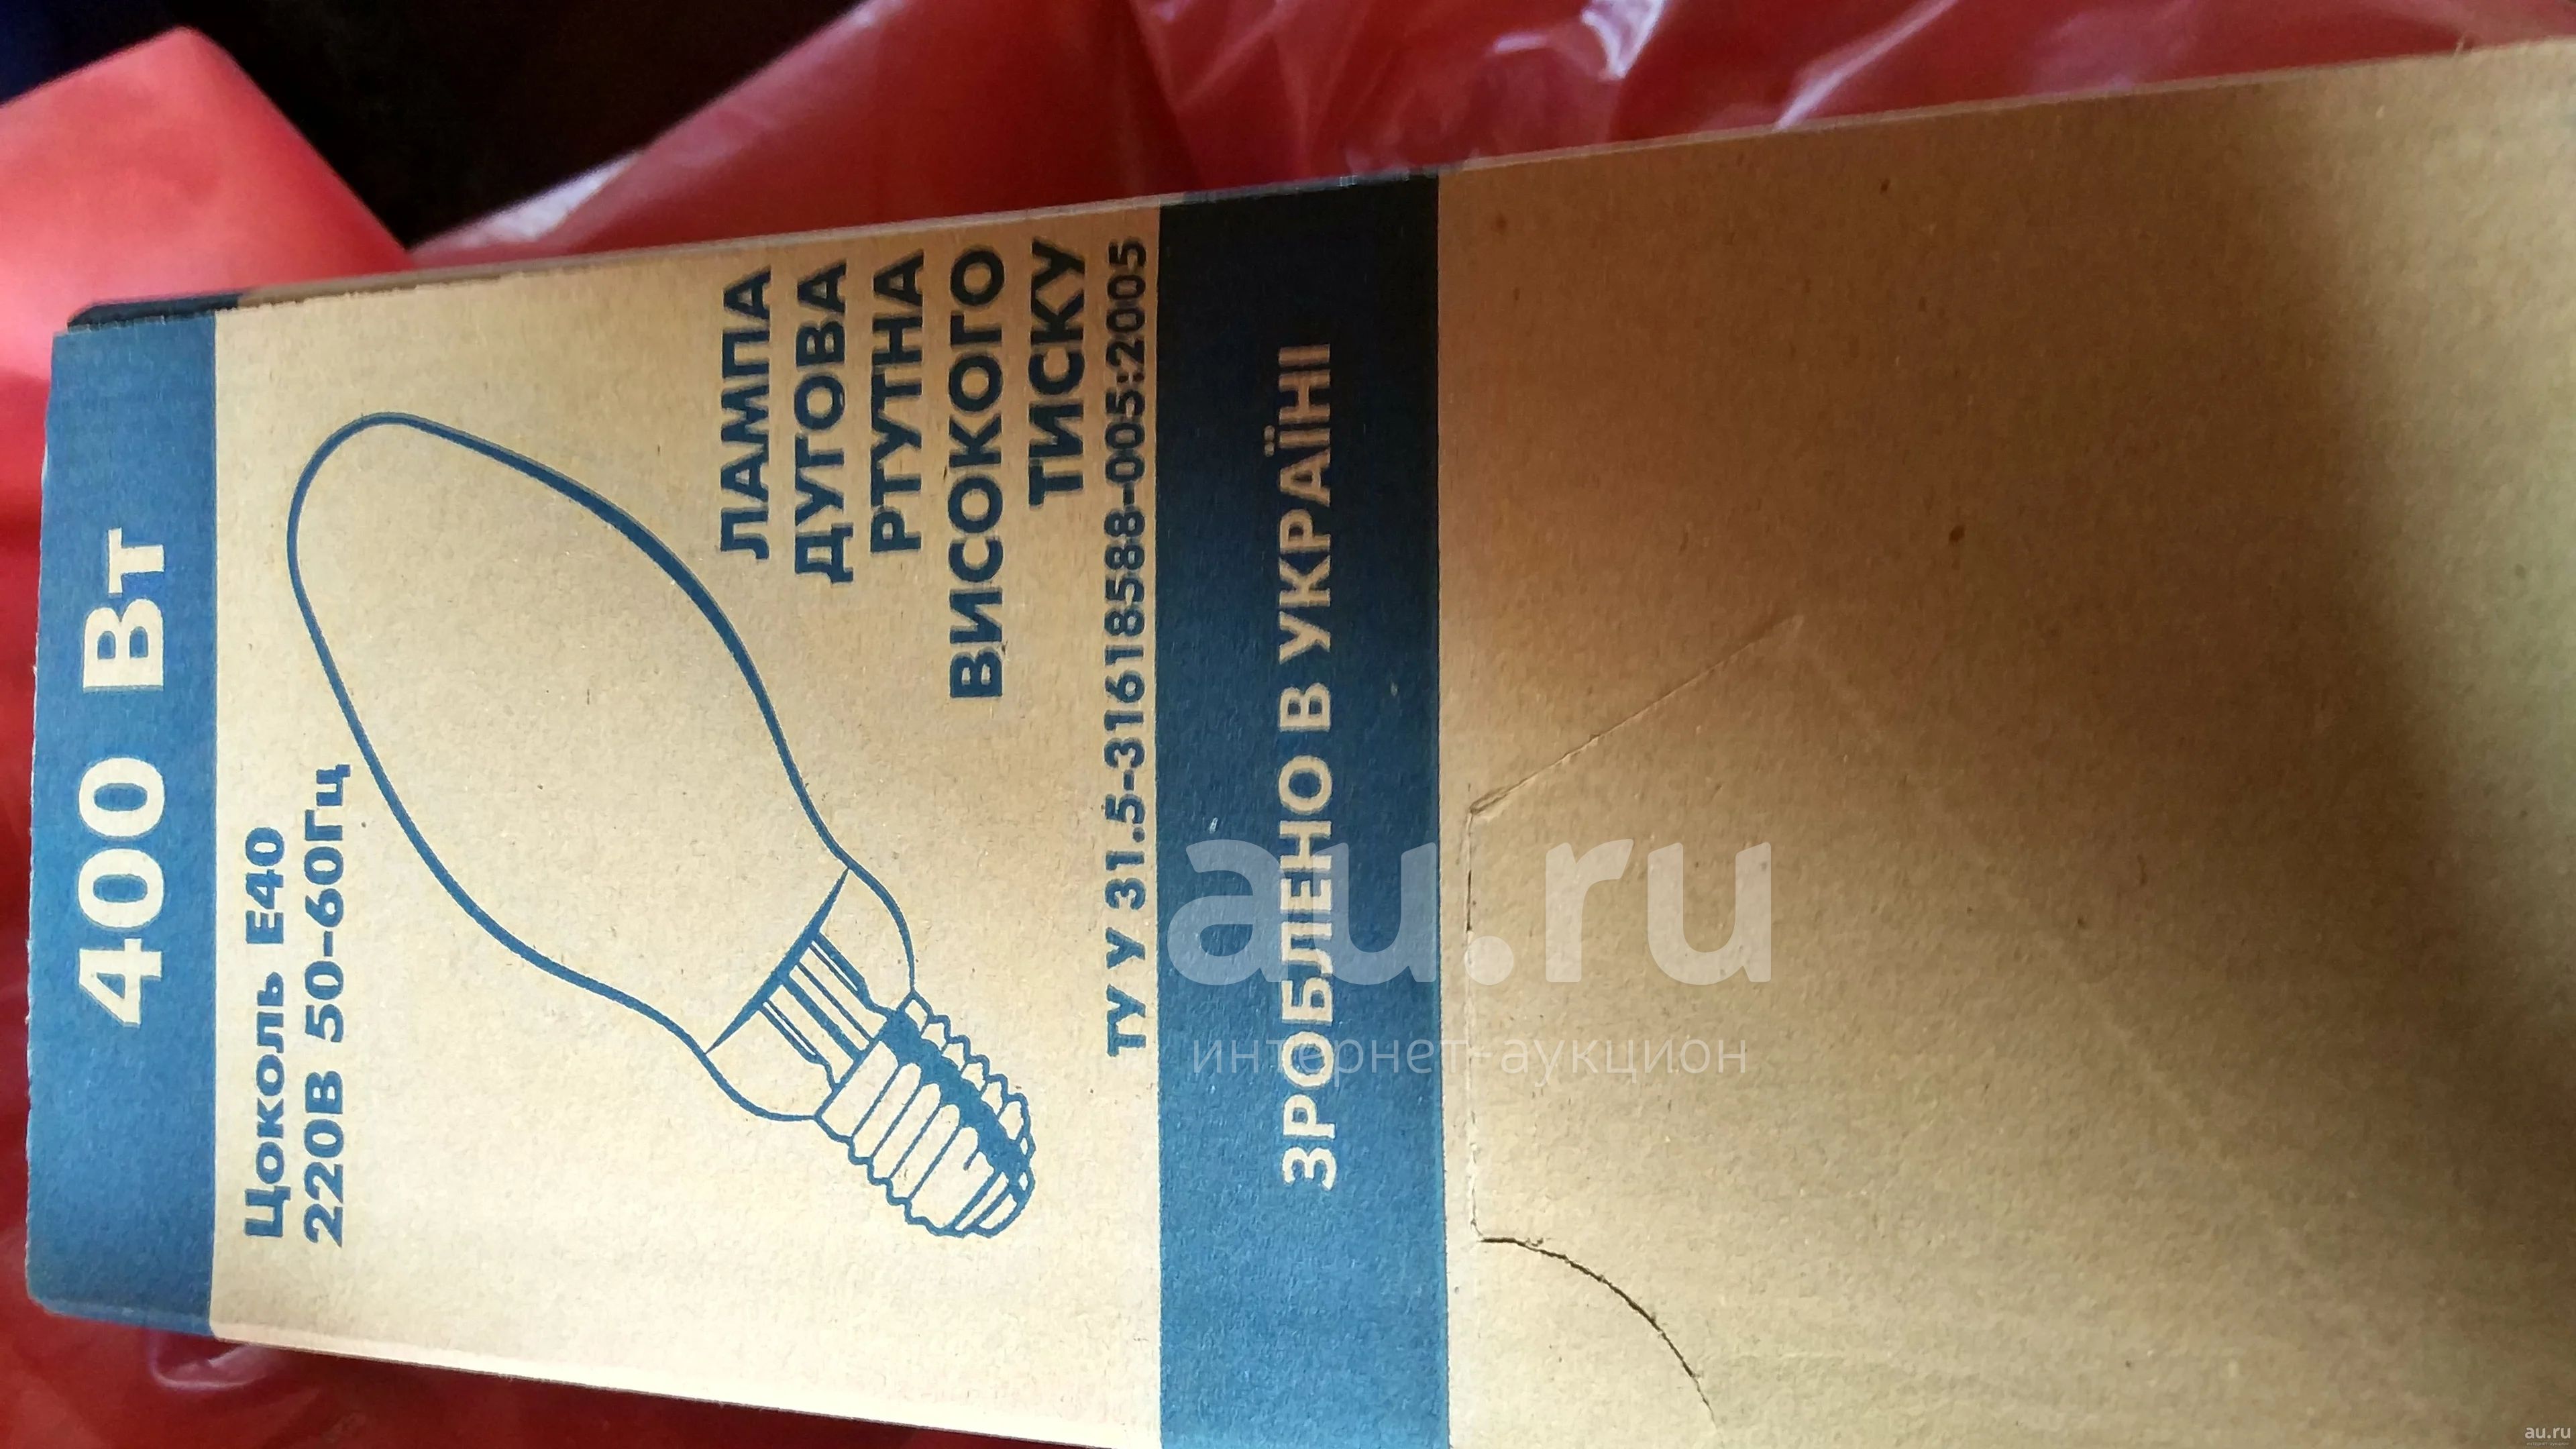 400 Вт
Цоколь Е40
220В 50-60Гц
ЛАМПА
ДУГОВА
РТУТНА
ВИСОКОГО
ТИСКУ
ТУ У 31.5-31618588-005:2005
ЗРОБЛЕНО В УКРАЇНІ
au.ru
интернет-аукцион
au.ru